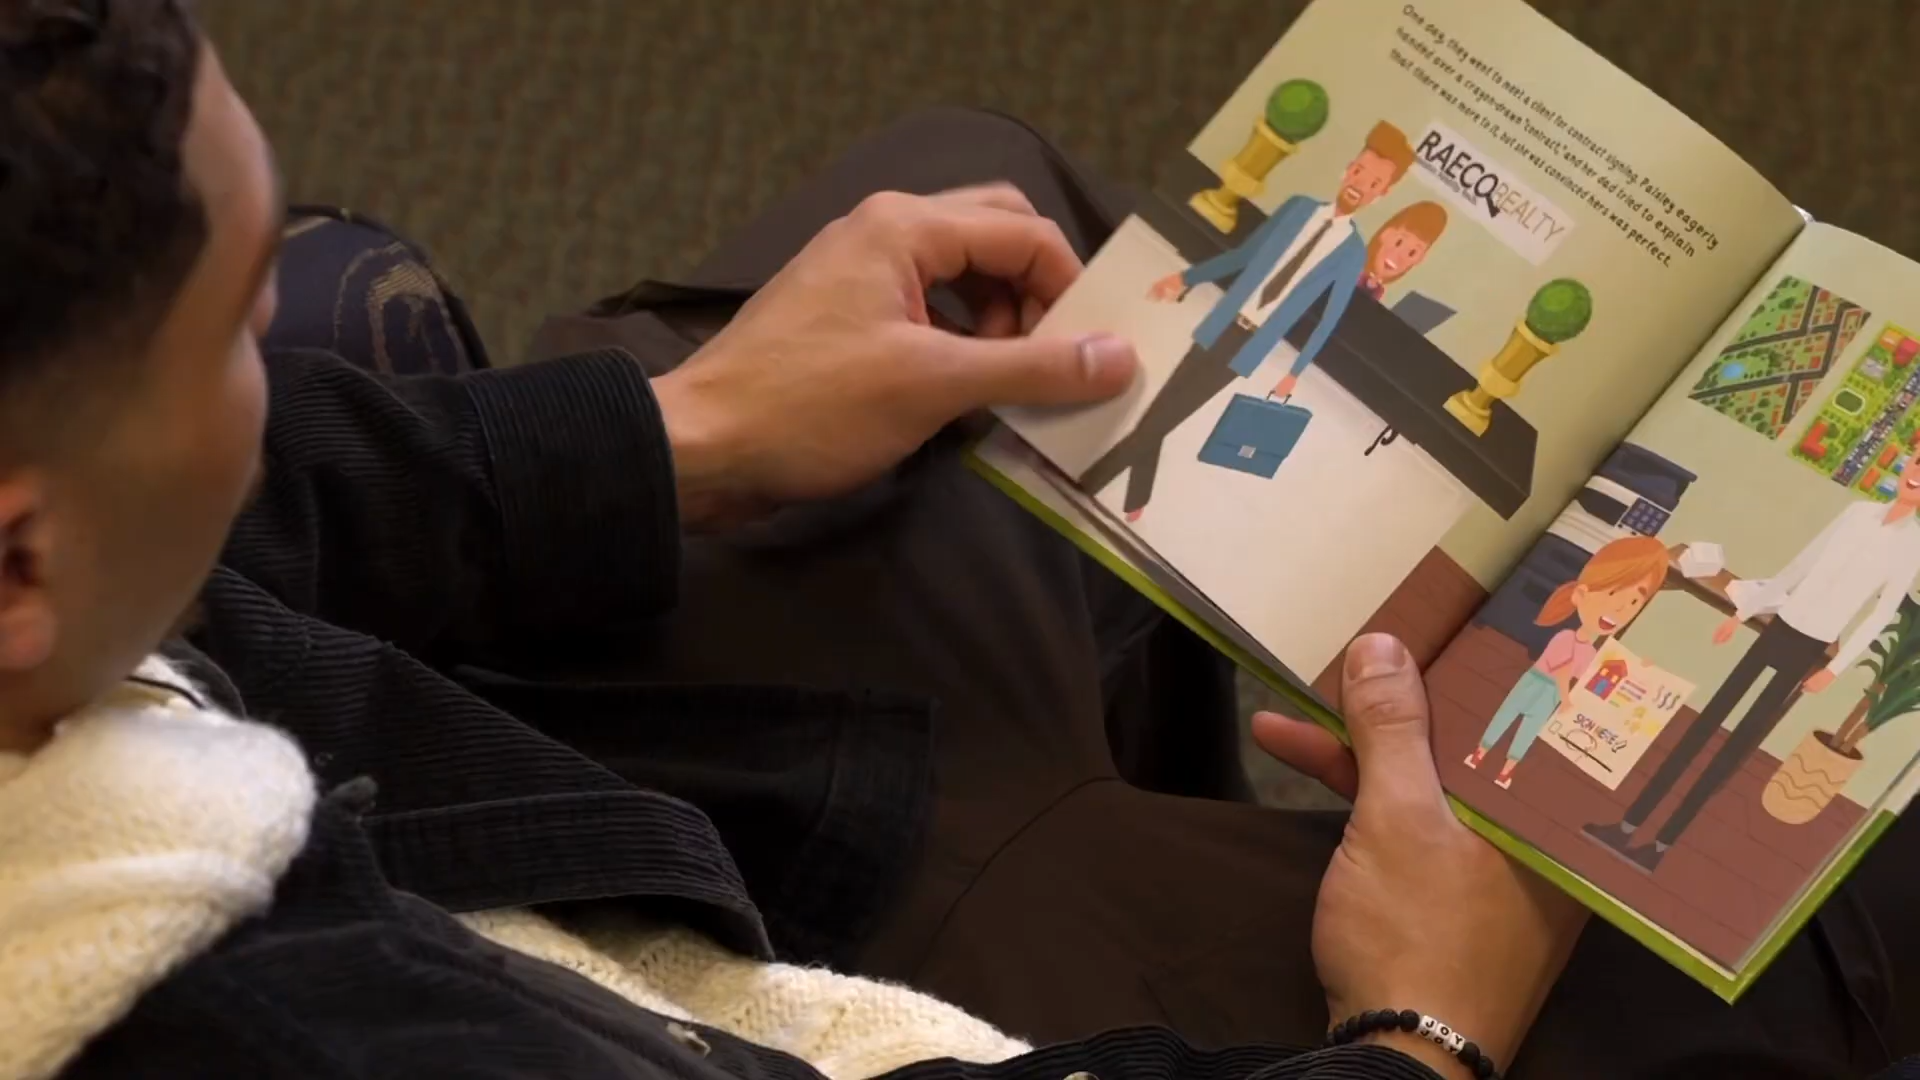 One day, they went to meet a client for contract signing. Paisley eagerly
handed over a crayon-drawn "contract," and her dad tried to explain
that there was more to it, but she was convinced hers was perfect.
RAECO REALTY
SIGN HERE
JOY